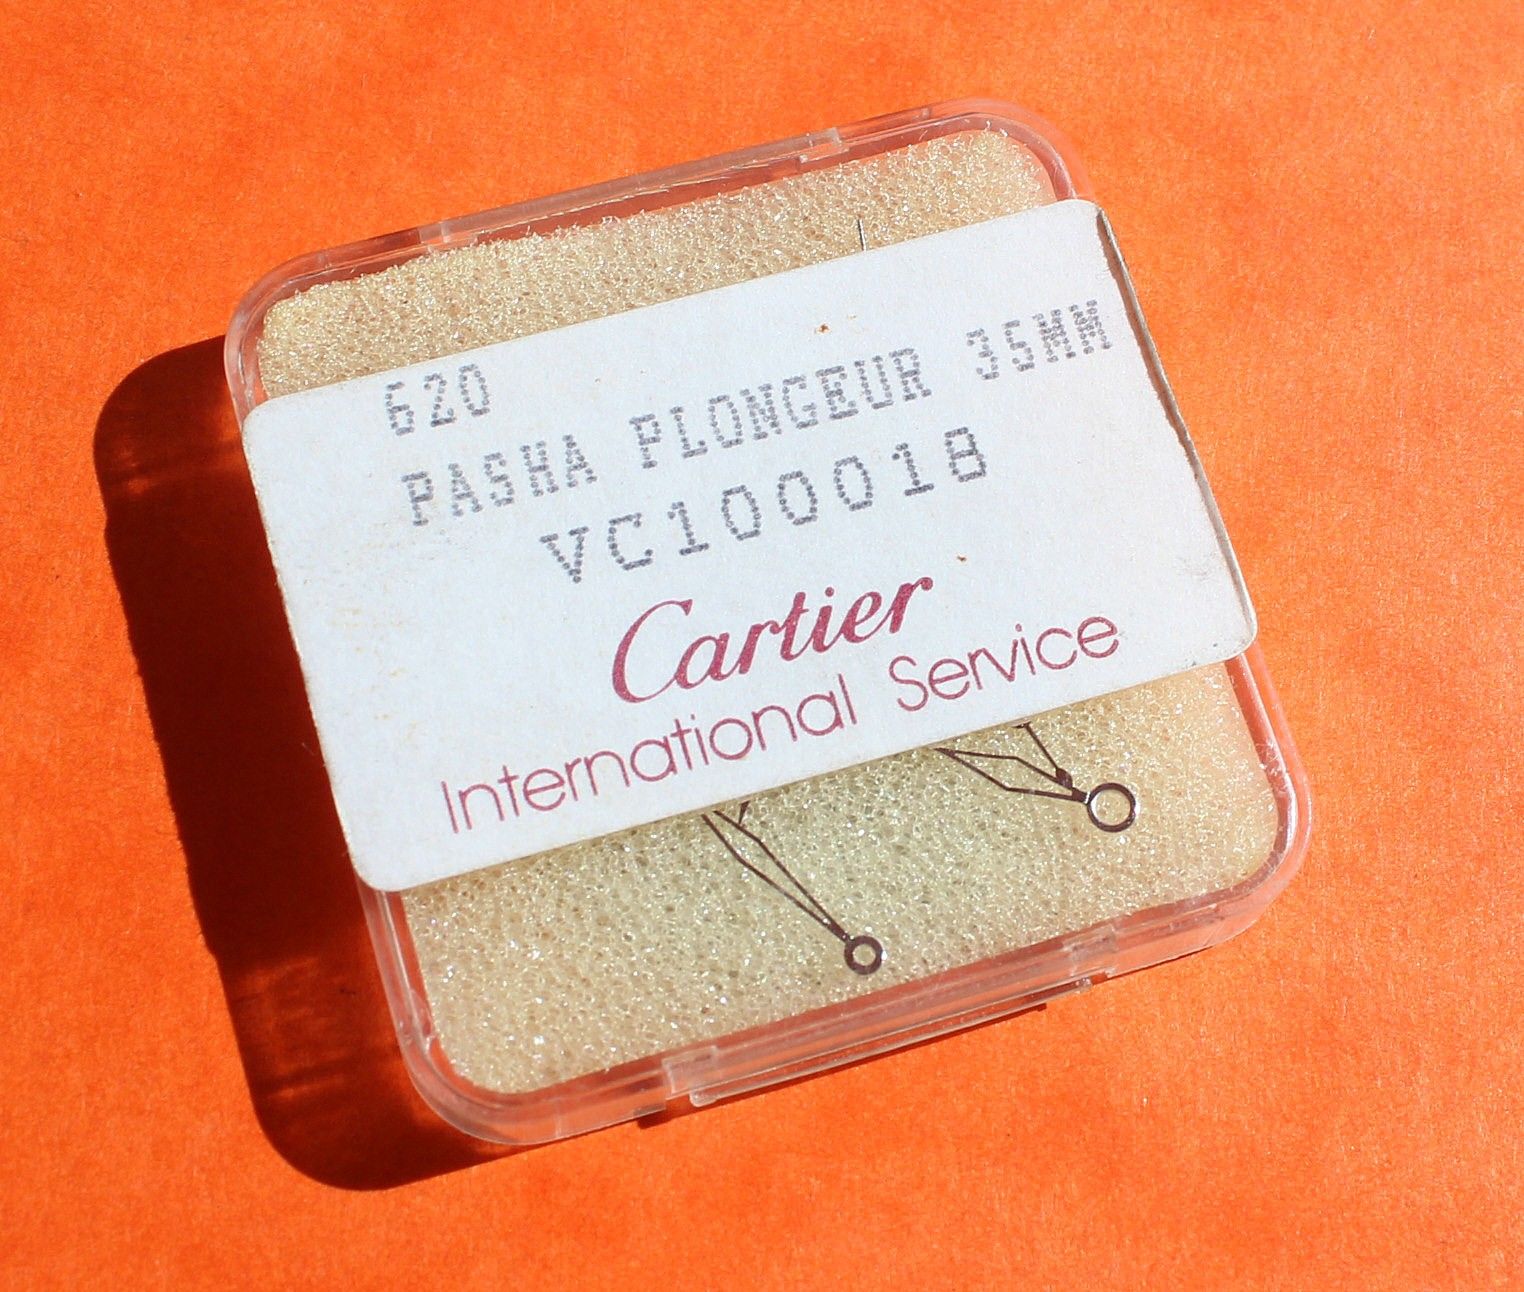 620
PASHA PLONGEUR 35MM
VC100018
Cartier
International Service